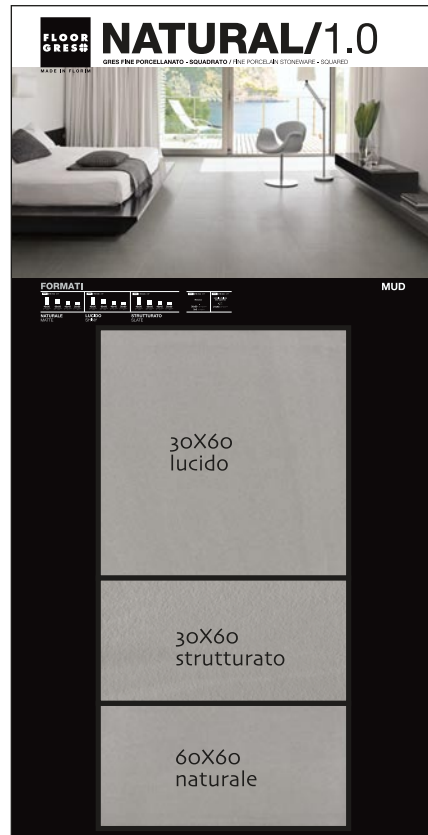 FLOOR
GRES
MADE IN FLORIM
NATURAL/1.0
GRES FINE PORCELLANATO - SQUADRATO / FINE PORCELAIN STONEWARE - SQUARED
FORMATI
MUD
NATURALE
MATTE
LUCIDO
STRUTTURATO
SLATE
30X60
lucido
30X60
strutturato
60X60
naturale